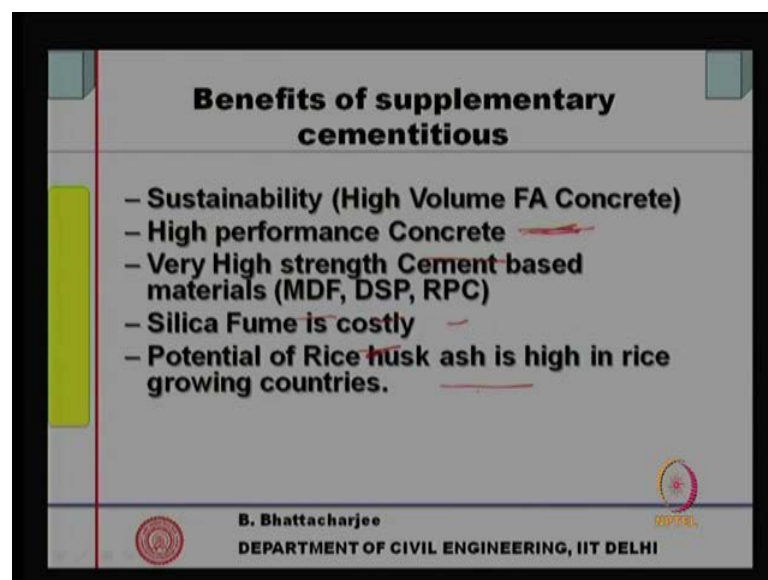 Benefits of supplementary
cementitious
– Sustainability (High Volume FA Concrete)
– High performance Concrete
– Very High strength Cement based
materials (MDF, DSP, RPC)
– Silica Fume is costly
– Potential of Rice husk ash is high in rice
growing countries.
NPTEL
B. Bhattacharjee
DEPARTMENT OF CIVIL ENGINEERING, IIT DELHI